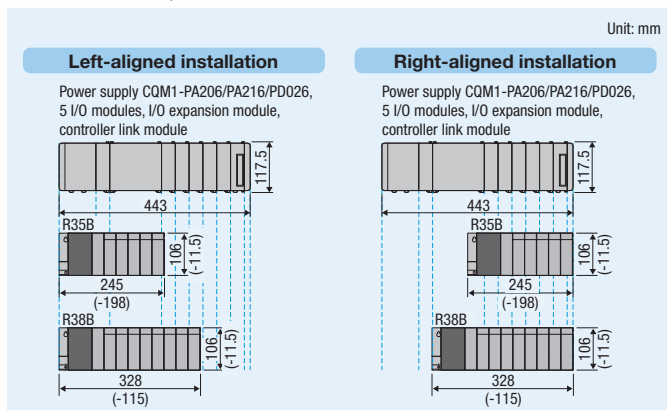 Unit: mm
Left-aligned installation
Power supply CQM1-PA206/PA216/PD026,
5 I/O modules, I/O expansion module,
controller link module
117.5
443
R35B
106
(-11.5)
245
(-198)
R38B
106
(-11.5)
328
(-115)
Right-aligned installation
Power supply CQM1-PA206/PA216/PD026,
5 I/O modules, I/O expansion module,
controller link module
117.5
443
R35B
106
(-11.5)
245
(-198)
R38B
106
(-11.5)
328
(-115)